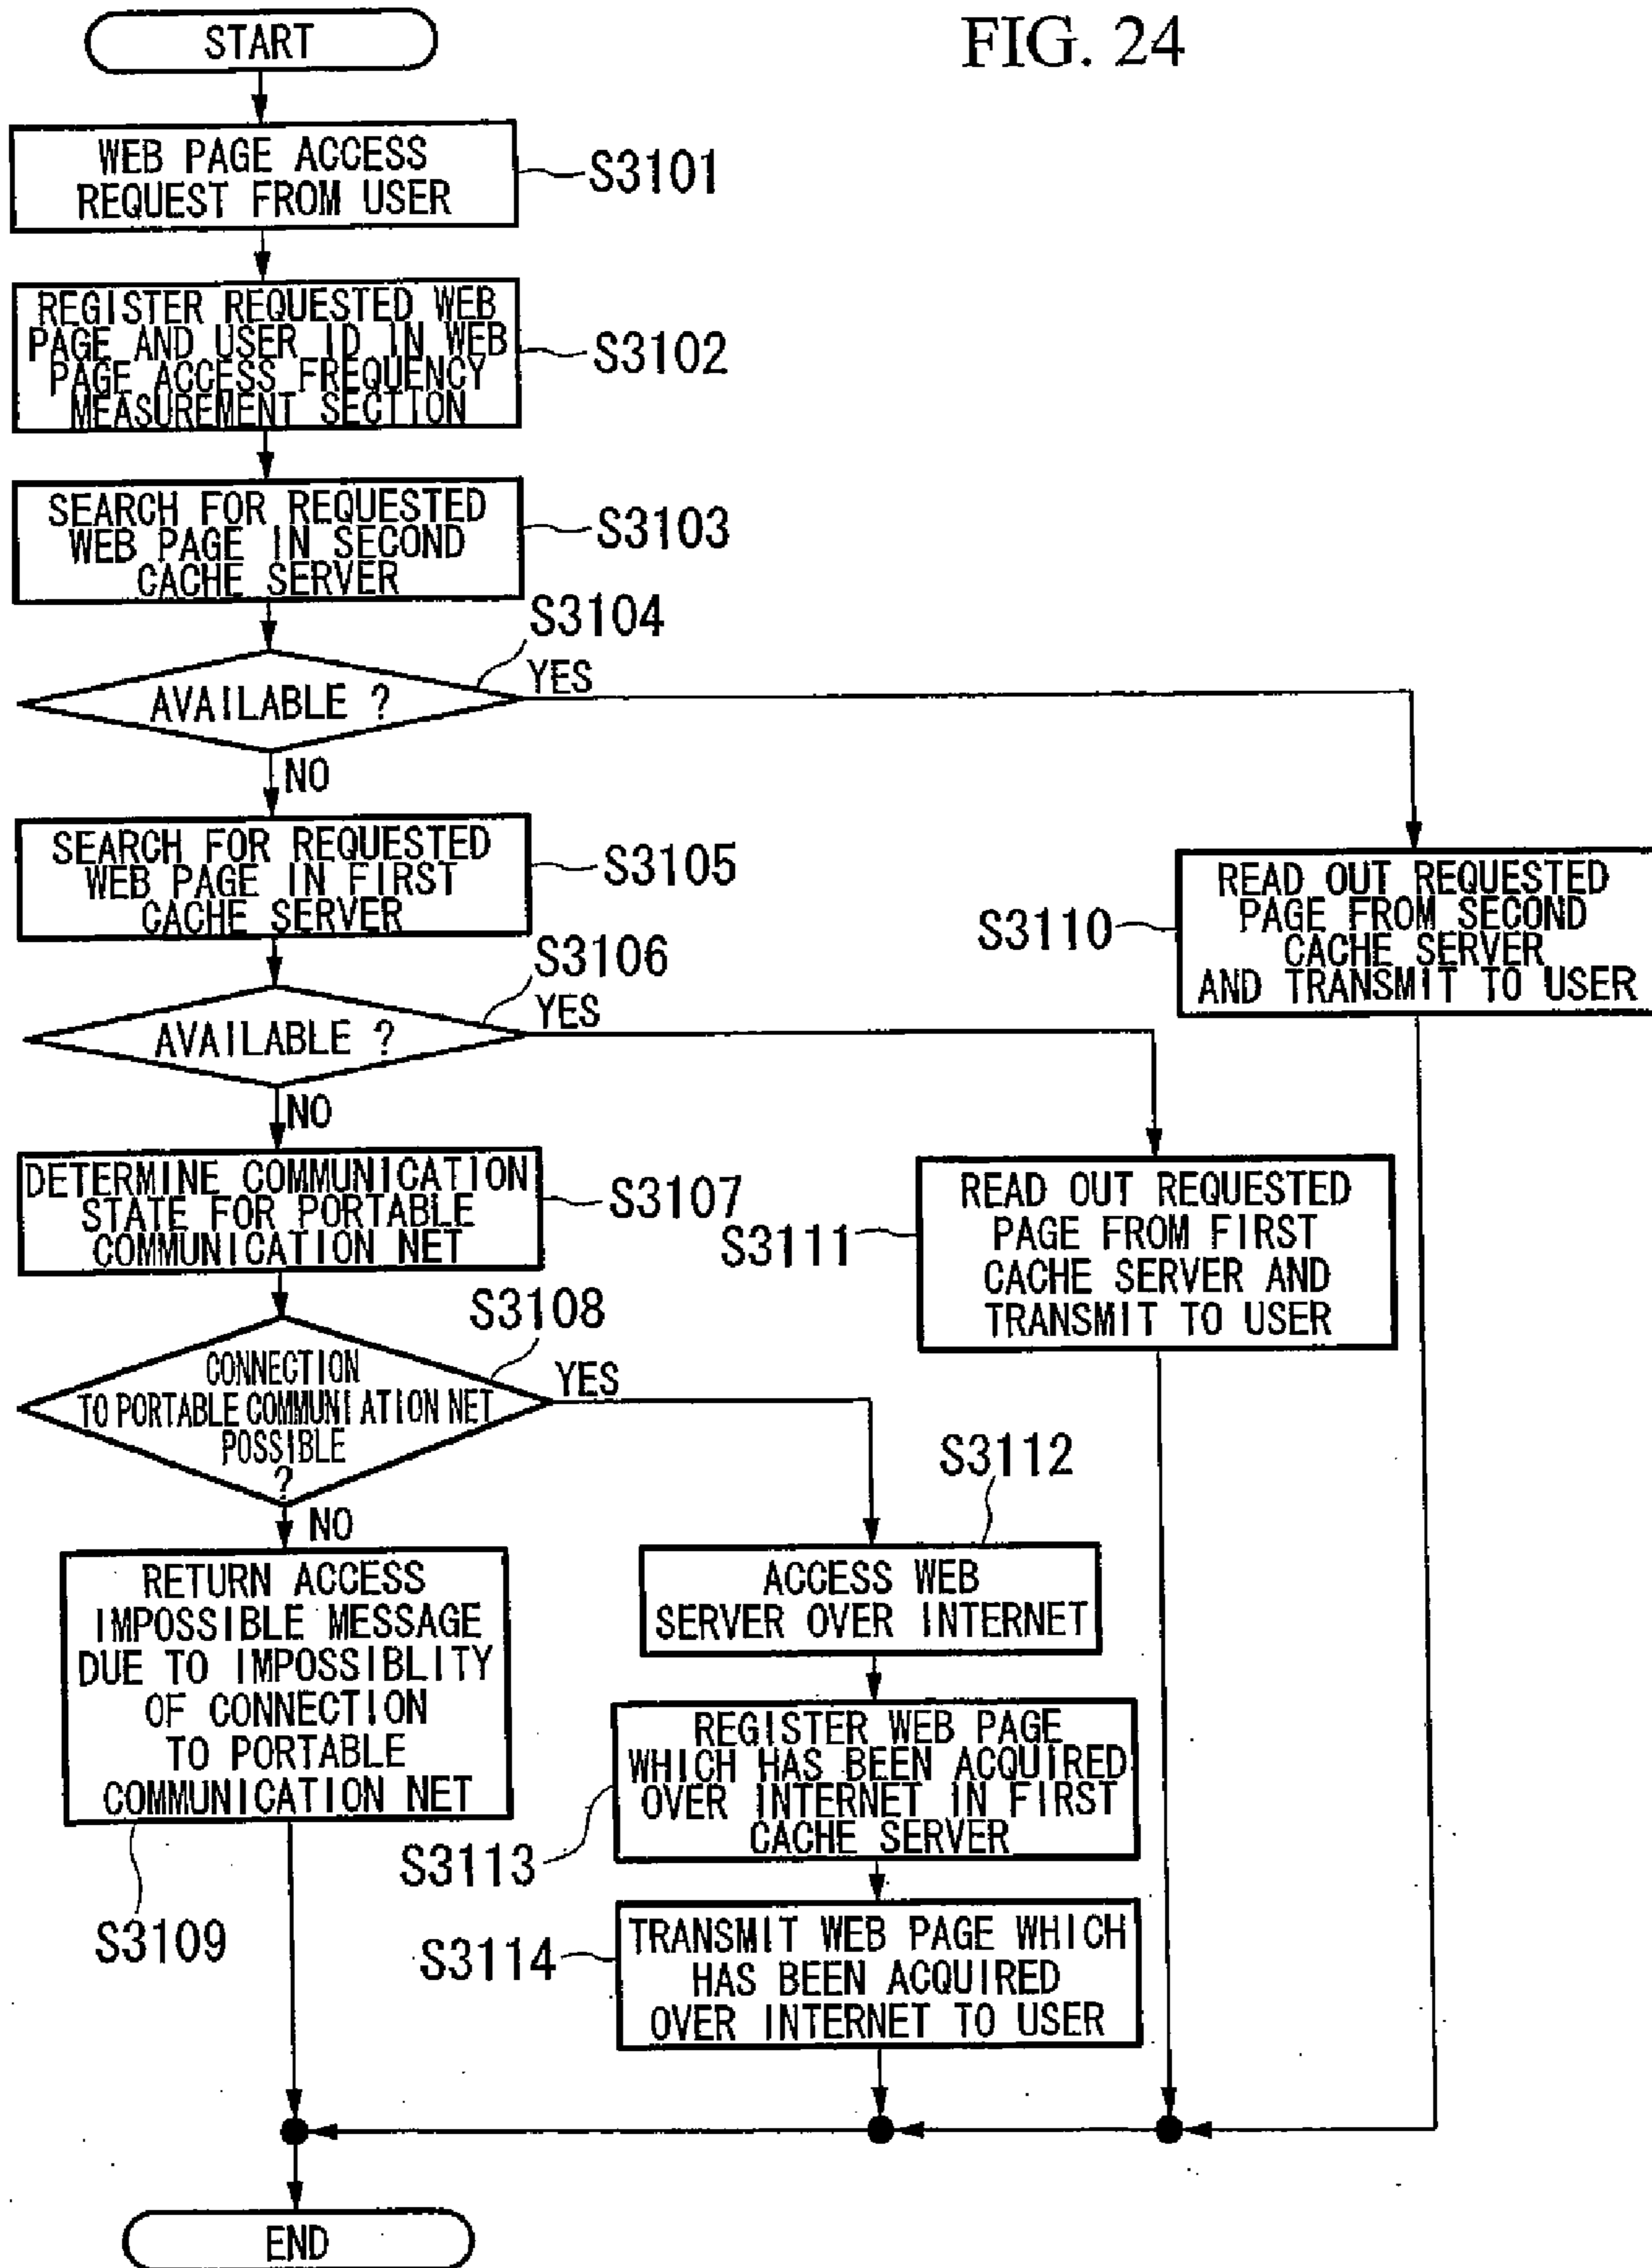 FIG. 24
START
WEB PAGE ACCESS
REQUEST FROM USER
S3101
REGISTER REQUESTED WEB
PAGE AND USER ID IN WEB
PAGE ACCESS FREQUENCY
MEASUREMENT SECTION
S3102
SEARCH FOR REQUESTED
WEB PAGE IN SECOND
CACHE SERVER
S3103
S3104
AVAILABLE ?
YES
NO
SEARCH FOR REQUESTED
WEB PAGE IN FIRST
CACHE SERVER
S3105
S3110
READ OUT REQUESTED
PAGE FROM SECOND
CACHE SERVER
AND TRANSMIT TO USER
S3106
AVAILABLE ?
YES
NO
DETERMINE COMMUNICATION
STATE FOR PORTABLE
COMMUNICATION NET
S3107
S3111
READ OUT REQUESTED
PAGE FROM FIRST
CACHE SERVER AND
TRANSMIT TO USER
S3108
CONNECTION
TO PORTABLE COMMUNIATION NET
POSSIBLE
?
YES
NO
S3112
ACCESS WEB
SERVER OVER INTERNET
RETURN ACCESS
IMPOSSIBLE MESSAGE
DUE TO IMPOSSIBLITY
OF CONNECTION
TO PORTABLE
COMMUNICATION NET
S3109
REGISTER WEB PAGE
WHICH HAS BEEN ACQUIRED
OVER INTERNET IN FIRST
CACHE SERVER
S3113
TRANSMIT WEB PAGE WHICH
HAS BEEN ACQUIRED
OVER INTERNET TO USER
S3114
END